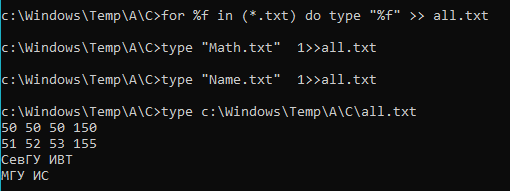 c:\Windows\Temp\A\C>for %f in (*.txt) do type "%f" >> all.txt
c:\Windows\Temp\A\C>type "Math.txt"  1>>all.txt
c:\Windows\Temp\A\C>type "Name.txt"  1>>all.txt
c:\Windows\Temp\A\C>type c:\Windows\Temp\A\C\all.txt
50 50 50 150
51 52 53 155
СевГУ ИВТ
МГУ ИС